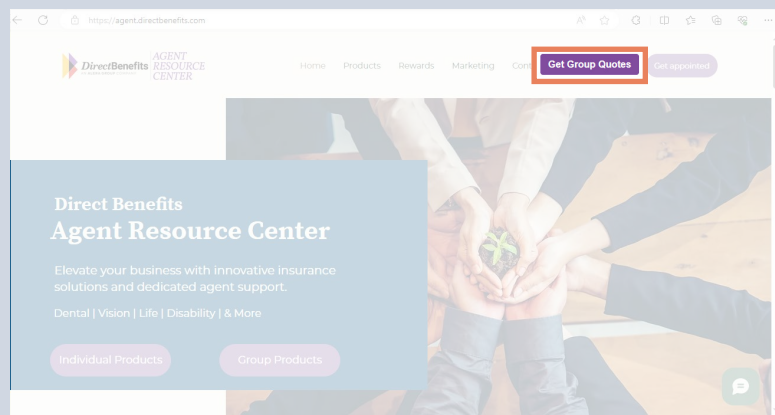 https://agent.directbenefits.com
DirectBenefits
AGENT
RESOURCE
CENTER
Home Products Rewards Marketing Cont Get Group Quotes Get appointed
Direct Benefits
Agent Resource Center
Elevate your business with innovative insurance
solutions and dedicated agent support.
Dental | Vision | Life | Disability | & More
Individual Products Group Products